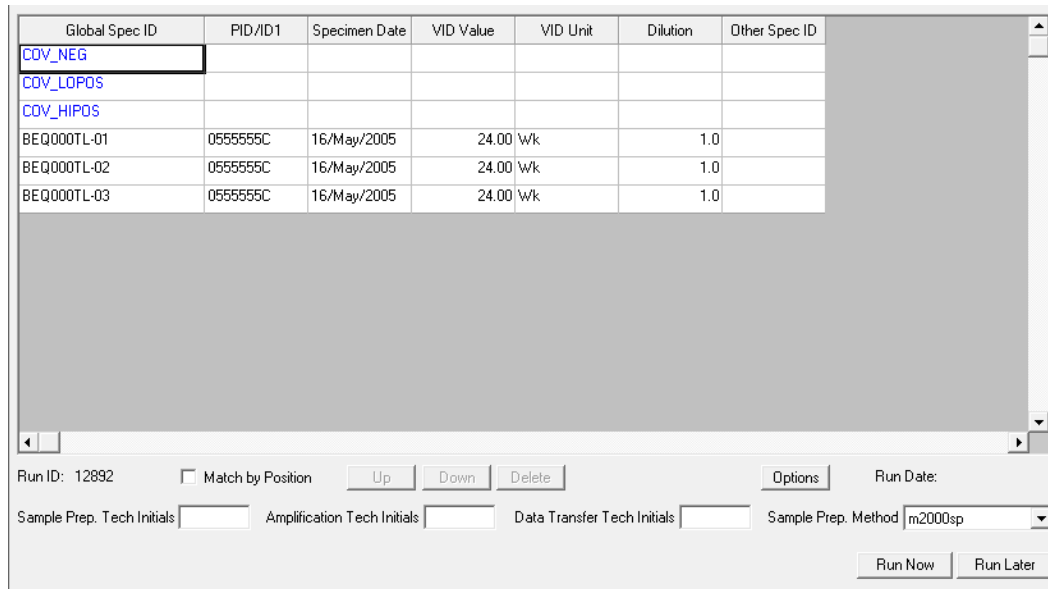 Global Spec ID PID/ID1 Specimen Date VID Value VID Unit Dilution Other Spec ID
COV_NEG
COV_LOPOS
COV_HIPOS
BEQ000TL-01 0555555C 16/May/2005 24.00 Wk 1.0
BEQ000TL-02 0555555C 16/May/2005 24.00 Wk 1.0
BEQ000TL-03 0555555C 16/May/2005 24.00 Wk 1.0
Run ID: 12892 Match by Position Up Down Delete Options Run Date:
Sample Prep. Tech Initials Amplification Tech Initials Data Transfer Tech Initials Sample Prep. Method m2000sp
Run Now Run Later